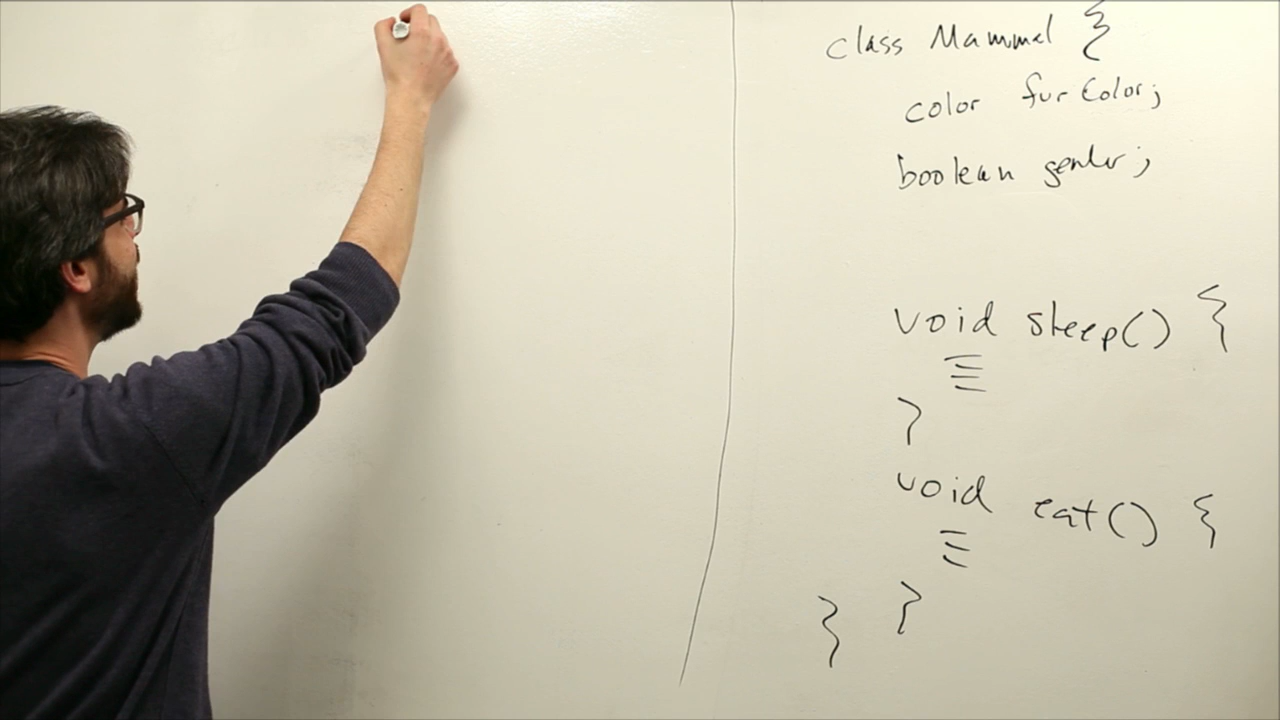 class Mammal {
color furColor;
boolean gender;
void sleep() {
}
void eat() {
}
}